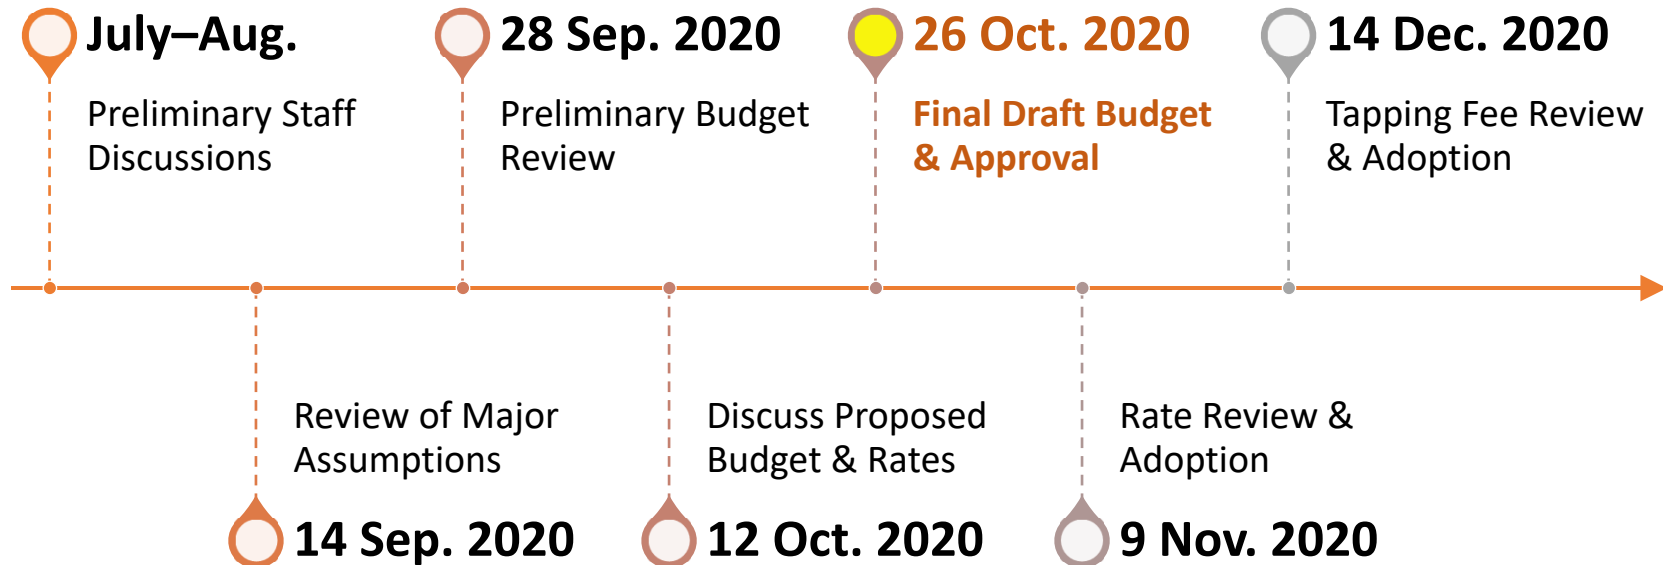 July–Aug.
Preliminary Staff
Discussions
28 Sep. 2020
Preliminary Budget
Review
26 Oct. 2020
Final Draft Budget
& Approval
14 Dec. 2020
Tapping Fee Review
& Adoption
Review of Major
Assumptions
14 Sep. 2020
Discuss Proposed
Budget & Rates
12 Oct. 2020
Rate Review &
Adoption
9 Nov. 2020